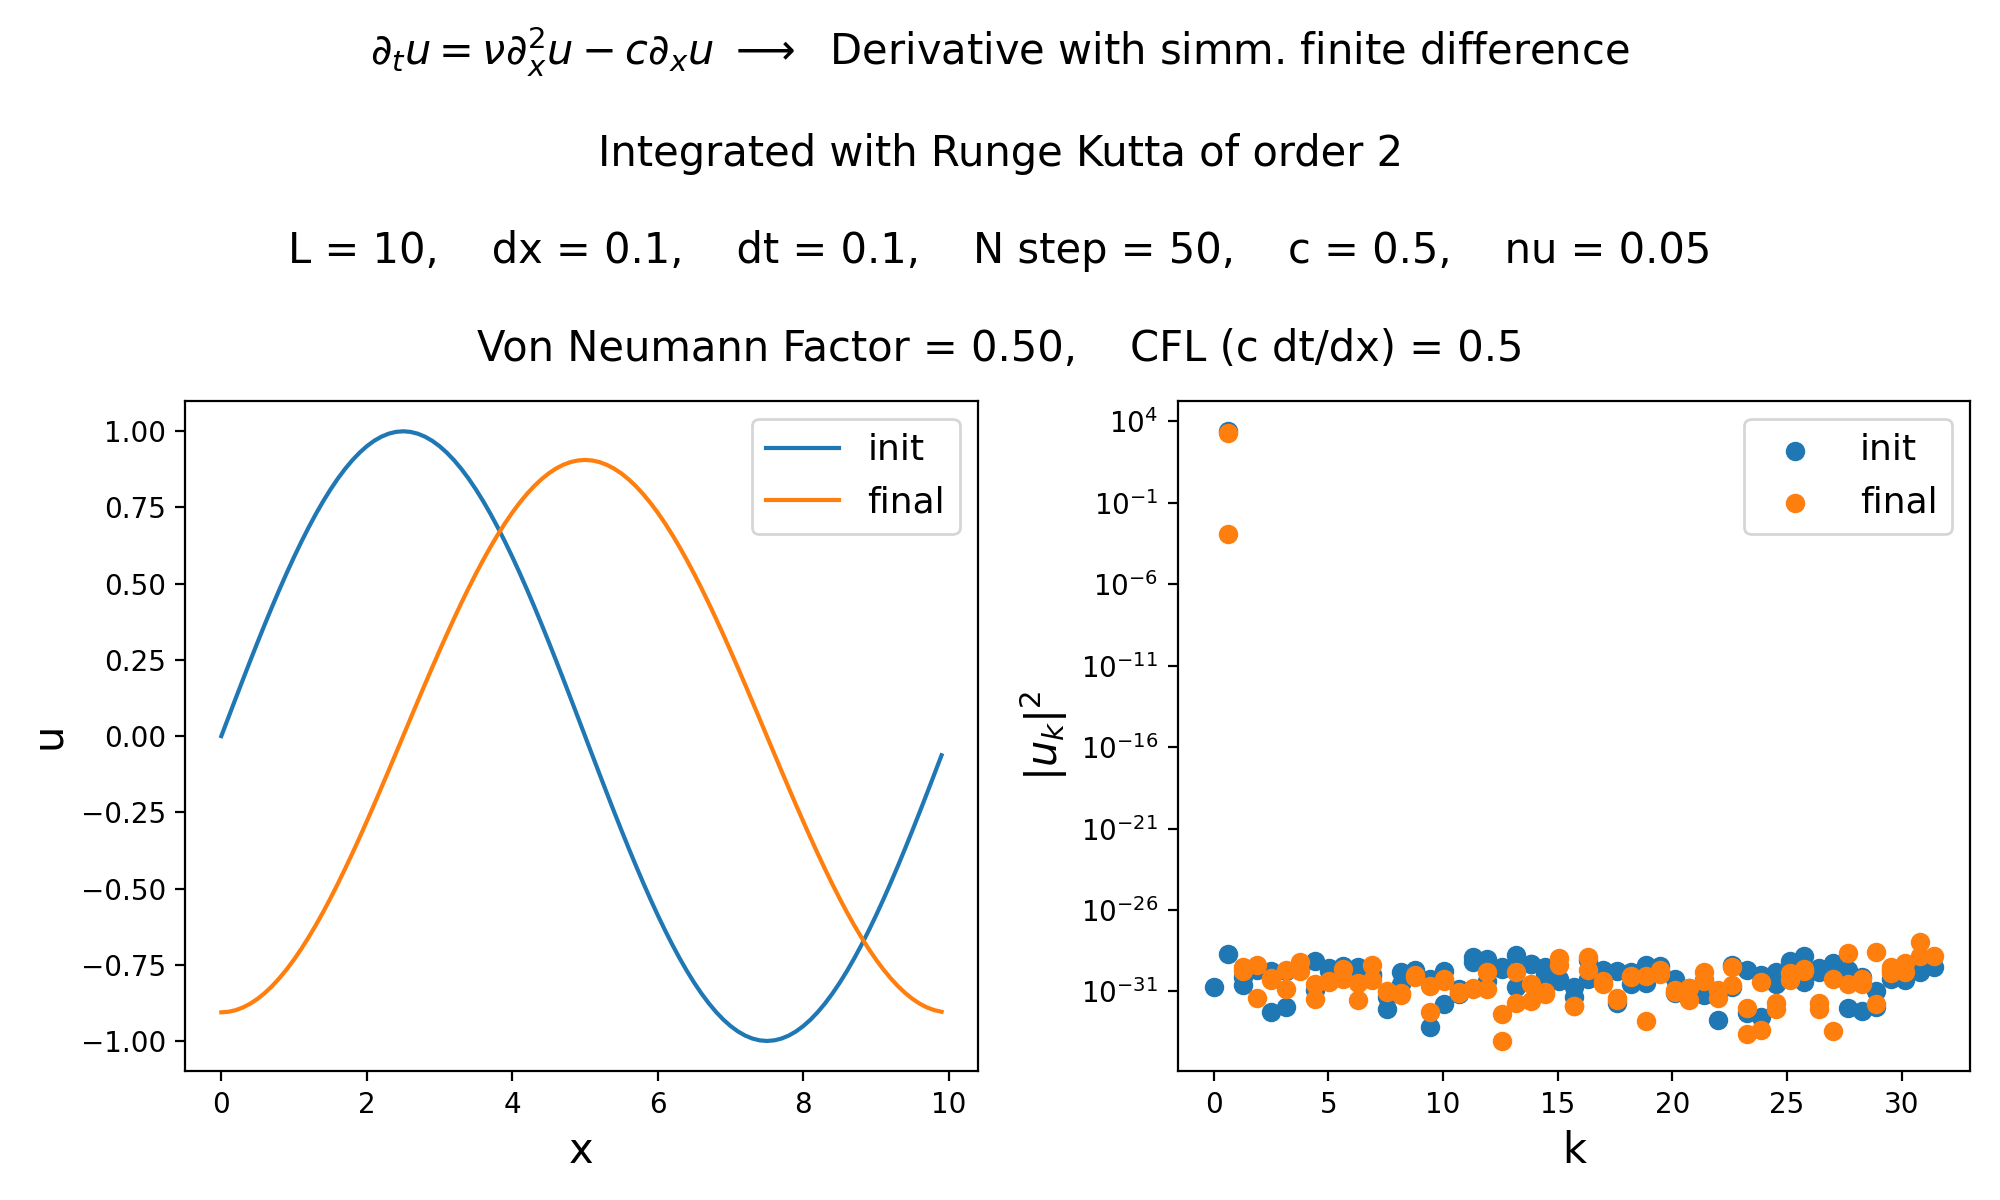 ∂ₜu = ν∂ₓ²u − c∂ₓu ⟶ Derivative with simm. finite difference
Integrated with Runge Kutta of order 2
L = 10, dx = 0.1, dt = 0.1, N step = 50, c = 0.5, nu = 0.05
Von Neumann Factor = 0.50, CFL (c dt/dx) = 0.5
1.00
0.75
0.50
0.25
0.00
−0.25
−0.50
−0.75
−1.00
u
0 2 4 6 8 10
x
init
final
10⁴
10⁻¹
10⁻⁶
10⁻¹¹
10⁻¹⁶
10⁻²¹
10⁻²⁶
10⁻³¹
|uₖ|²
0 5 10 15 20 25 30
k
init
final